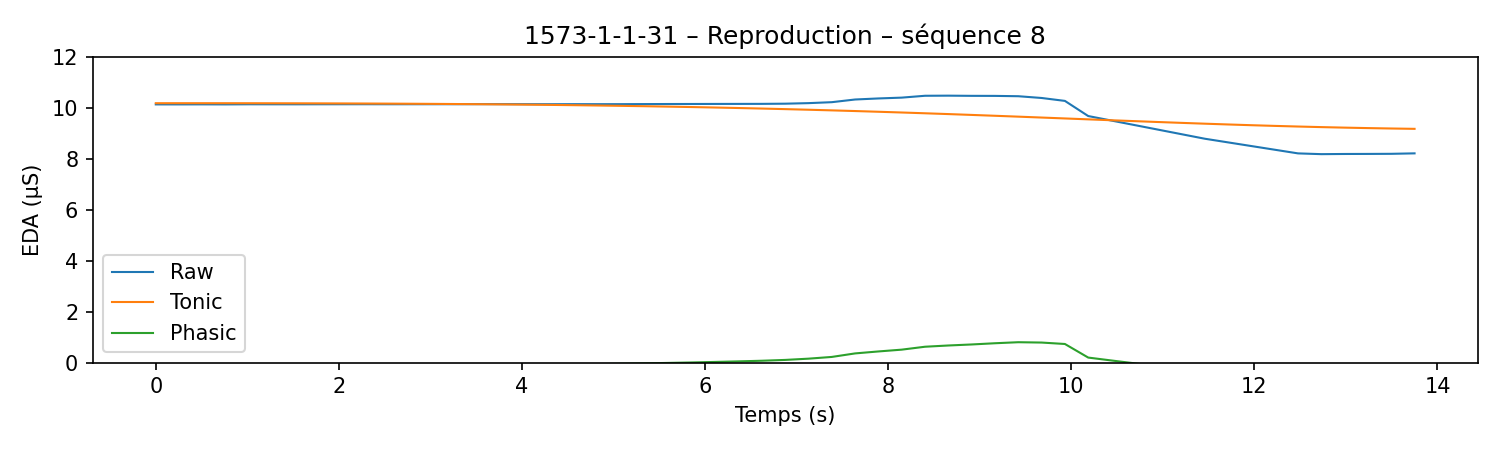 1573-1-1-31 – Reproduction – séquence 8
12
10
8
6
4
2
0
EDA (µS)
Raw
Tonic
Phasic
0 2 4 6 8 10 12 14
Temps (s)